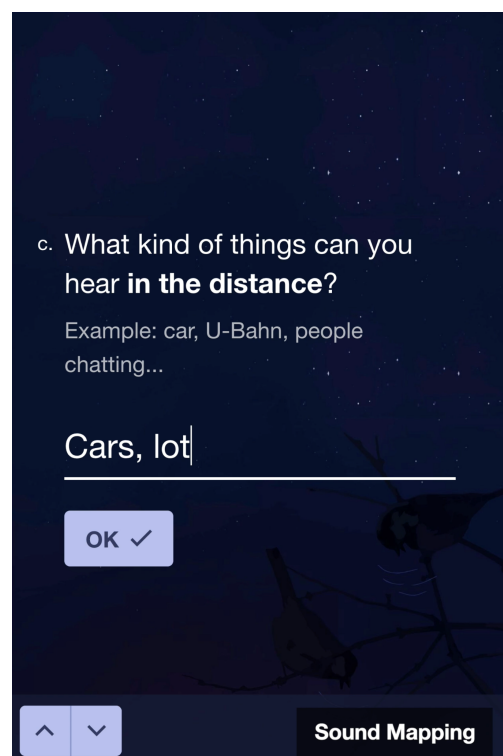 c. What kind of things can you
hear in the distance?
Example: car, U-Bahn, people
chatting...
Cars, lot
OK
Sound Mapping